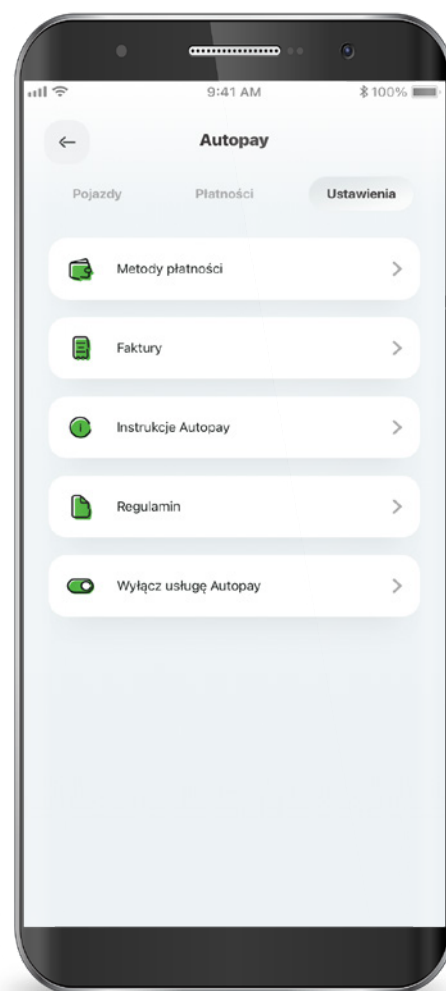 9:41 AM
100%
Autopay
Pojazdy
Płatności
Ustawienia
Metody płatności
Faktury
Instrukcje Autopay
Regulamin
Wyłącz usługę Autopay